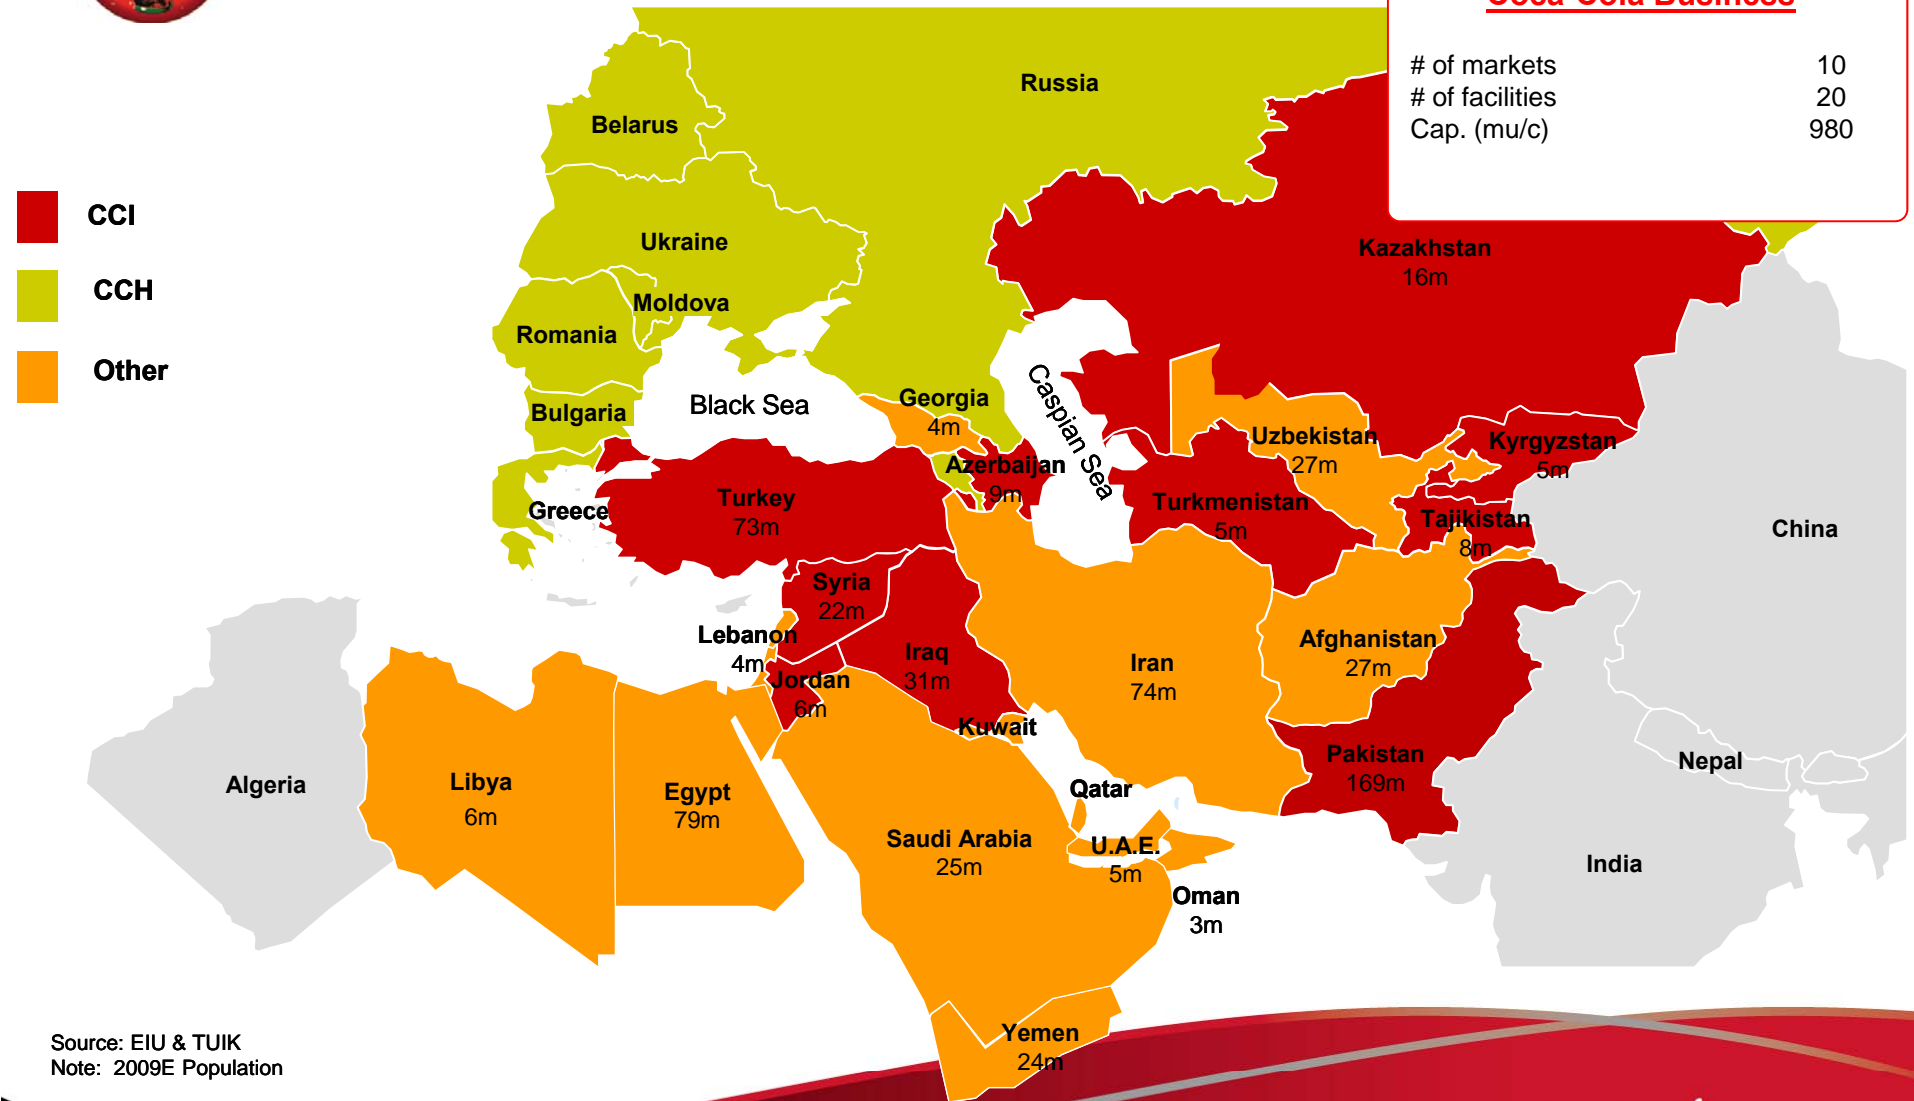 Coca-Cola Business
# of markets 10
# of facilities 20
Cap. (mu/c) 980
CCI
CCH
Other
Russia
Belarus
Ukraine
Moldova
Romania
Bulgaria
Greece
Black Sea
Caspian Sea
Kazakhstan
16m
Georgia
4m
Azerbaijan
9m
Uzbekistan
27m
Kyrgyzstan
5m
Turkmenistan
5m
Tajikistan
8m
Turkey
73m
China
Syria
22m
Lebanon
4m
Iraq
31m
Jordan
6m
Iran
74m
Afghanistan
27m
Kuwait
Pakistan
169m
Nepal
Algeria
Libya
6m
Egypt
79m
Qatar
Saudi Arabia
25m
U.A.E.
5m
India
Oman
3m
Yemen
24m
Source: EIU & TUIK
Note: 2009E Population